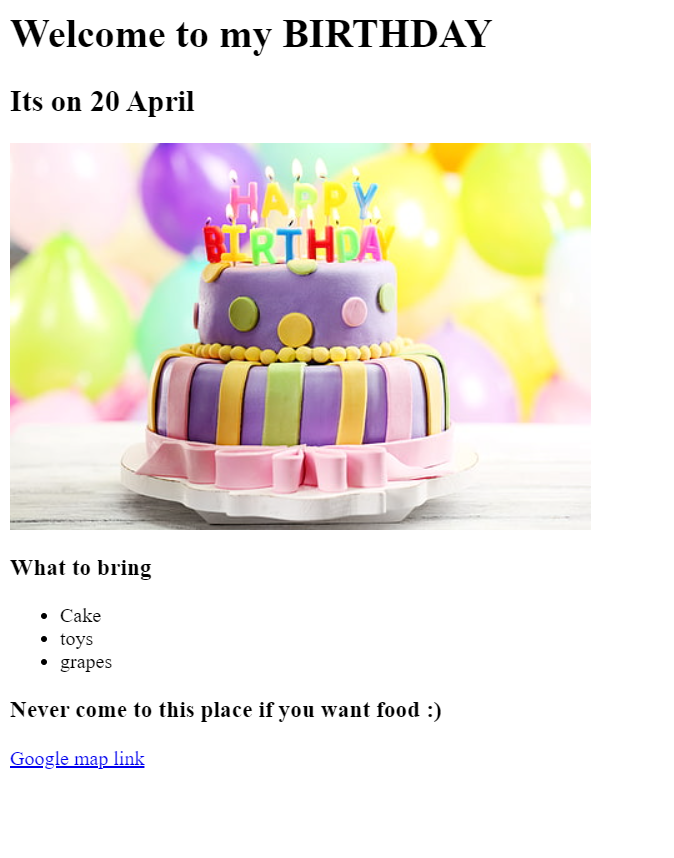 Welcome to my BIRTHDAY
Its on 20 April
HAPPY
BIRTHDAY
What to bring
Cake
toys
grapes
Never come to this place if you want food :)
Google map link